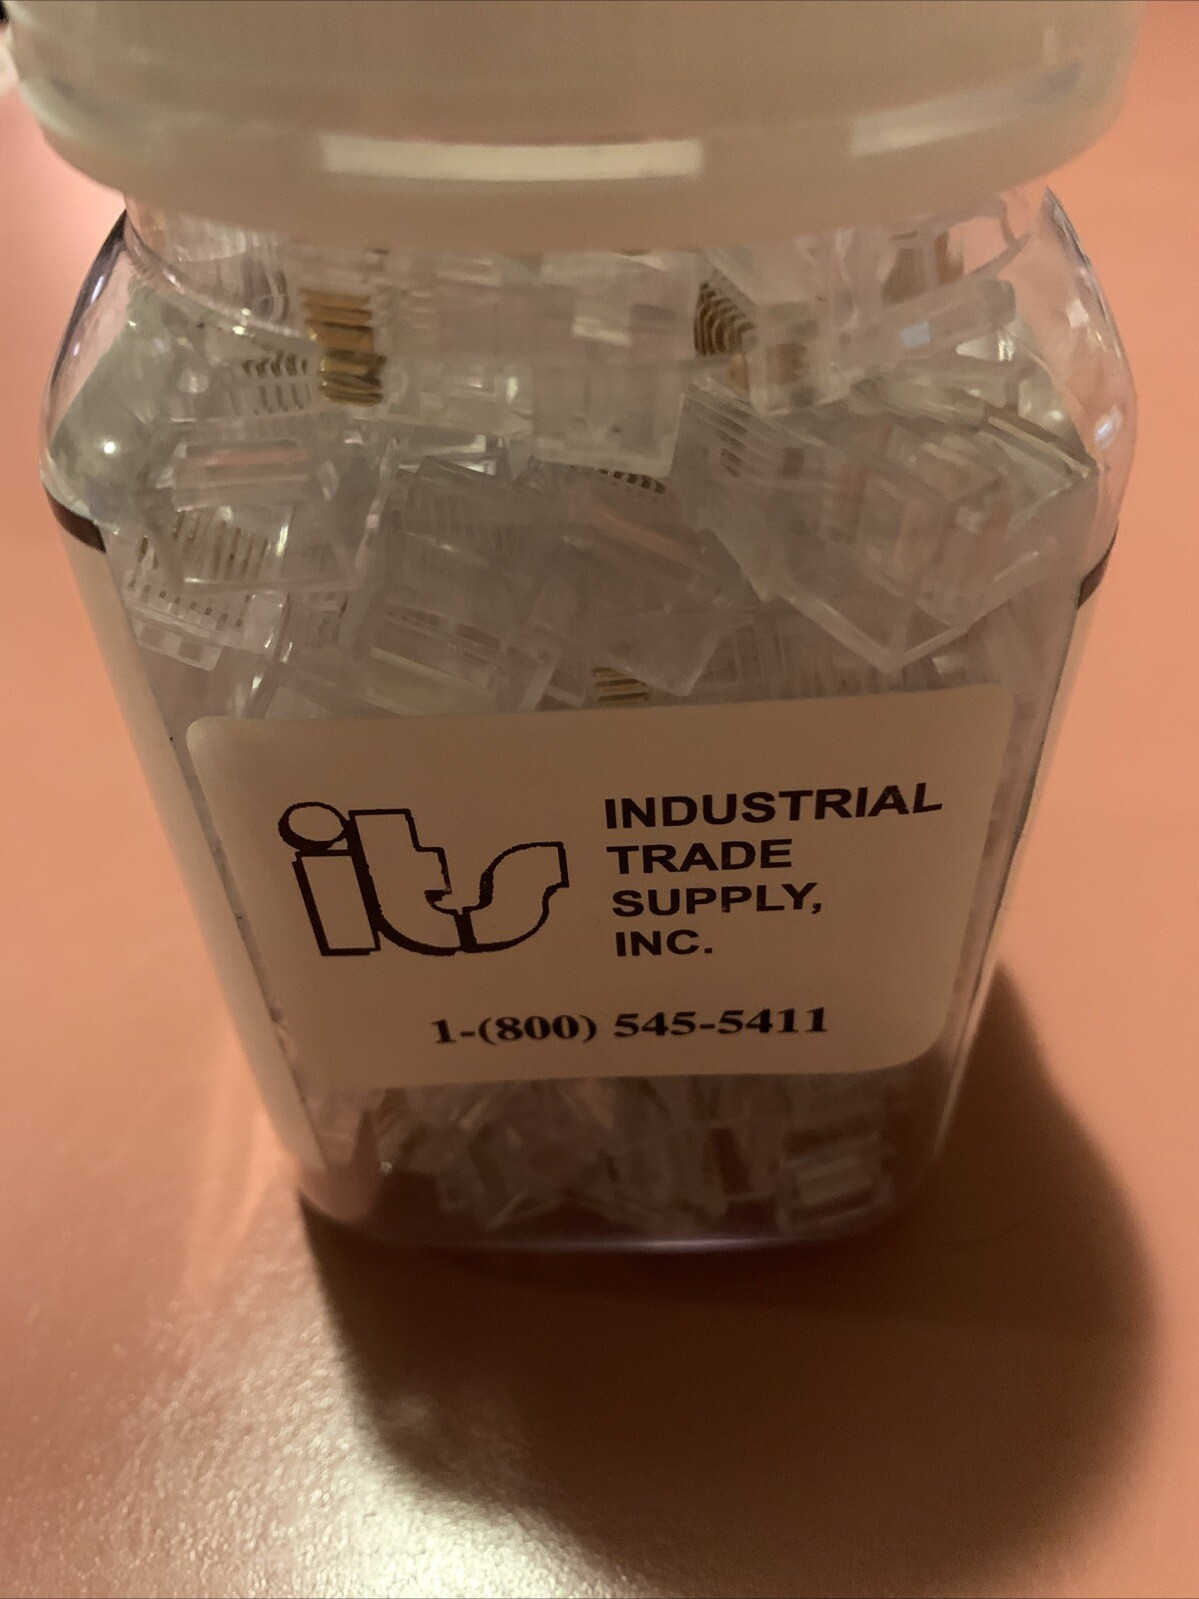 its
INDUSTRIAL
TRADE
SUPPLY,
INC.
1-(800) 545-5411